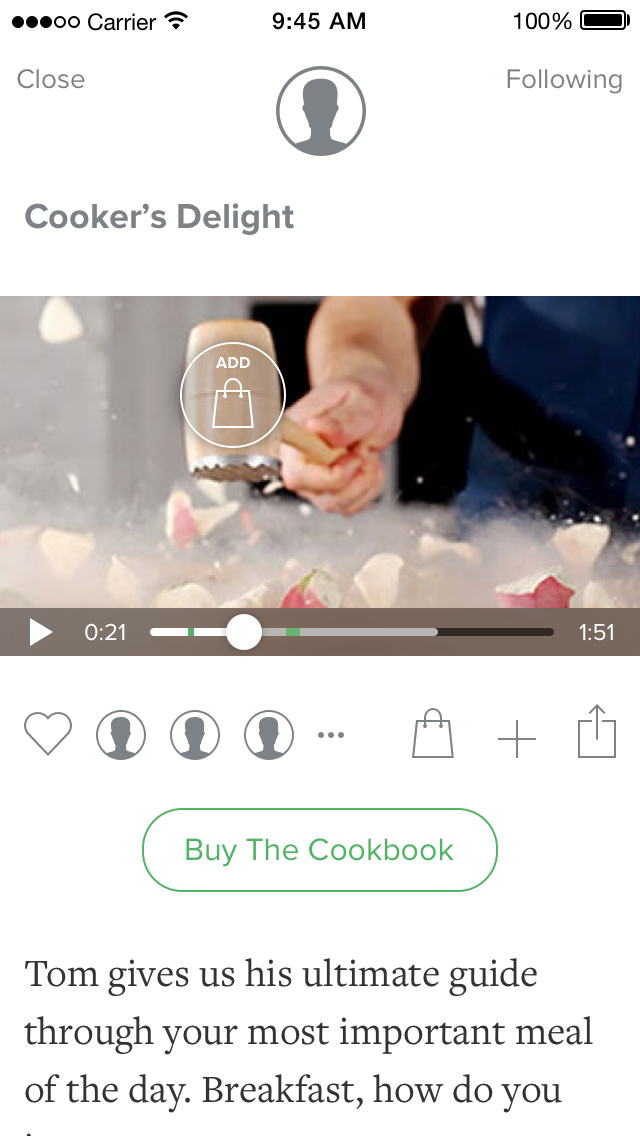 Carrier 9:45 AM 100%
Close Following
Cooker’s Delight
ADD
0:21 1:51
Buy The Cookbook
Tom gives us his ultimate guide
through your most important meal
of the day. Breakfast, how do you